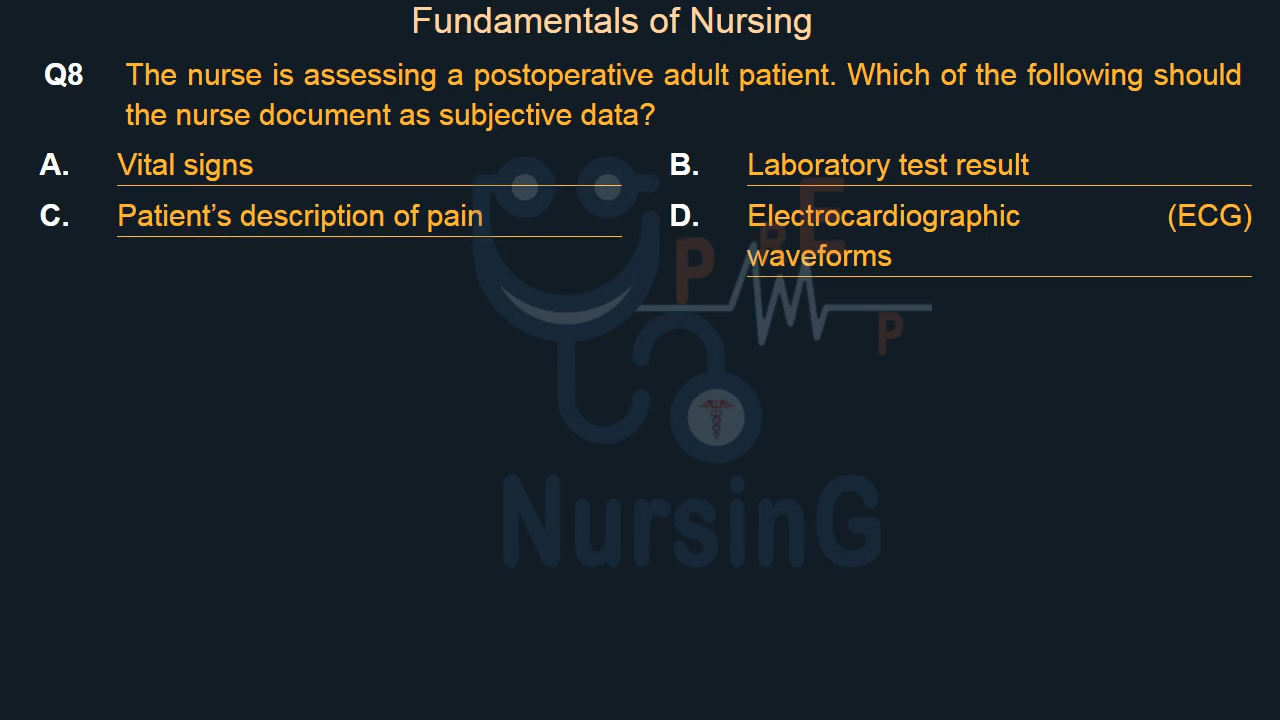 Fundamentals of Nursing
Q8 The nurse is assessing a postoperative adult patient. Which of the following should
the nurse document as subjective data?
A. Vital signs
B. Laboratory test result
C. Patient’s description of pain
D. Electrocardiographic (ECG)
waveforms
PREP
NursinG